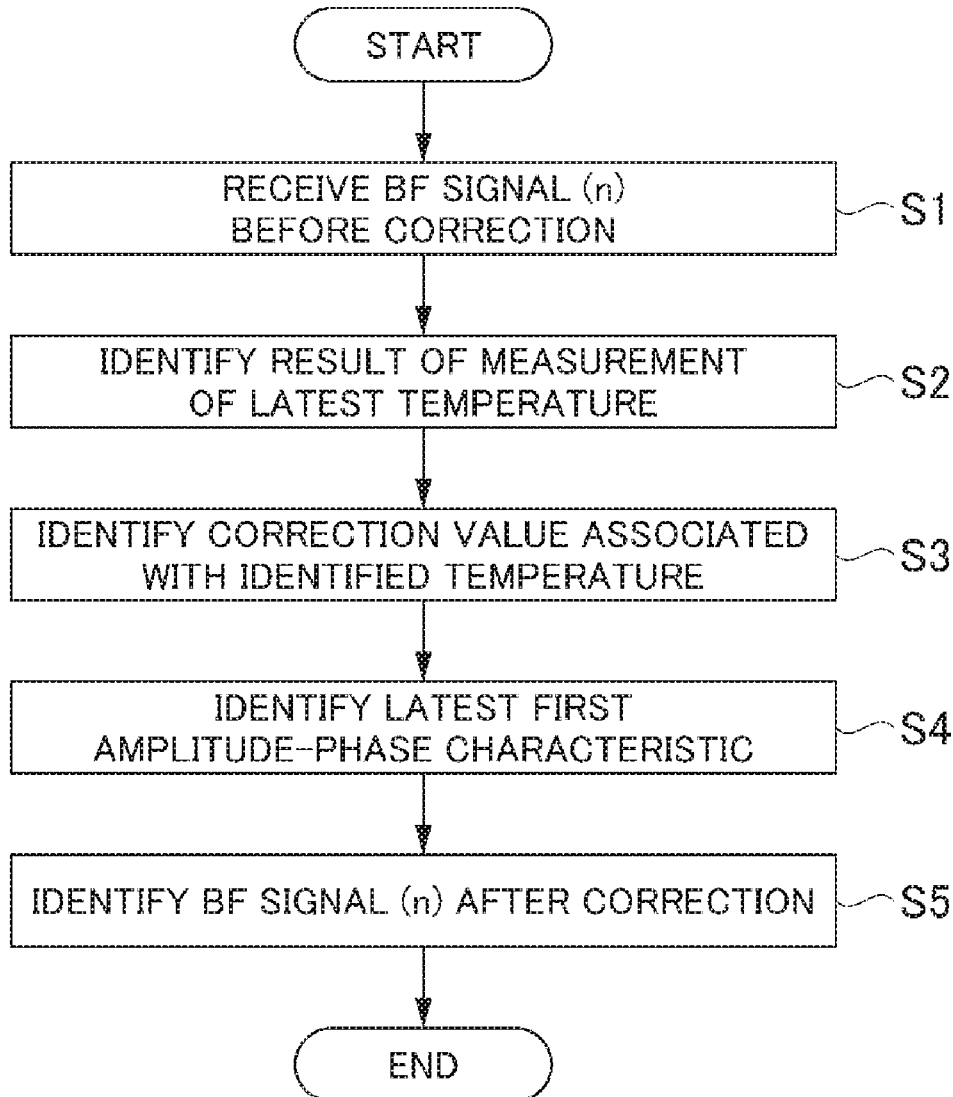 START
RECEIVE BF SIGNAL (n)
BEFORE CORRECTION
S1
IDENTIFY RESULT OF MEASUREMENT
OF LATEST TEMPERATURE
S2
IDENTIFY CORRECTION VALUE ASSOCIATED
WITH IDENTIFIED TEMPERATURE
S3
IDENTIFY LATEST FIRST
AMPLITUDE-PHASE CHARACTERISTIC
S4
IDENTIFY BF SIGNAL (n) AFTER CORRECTION
S5
END